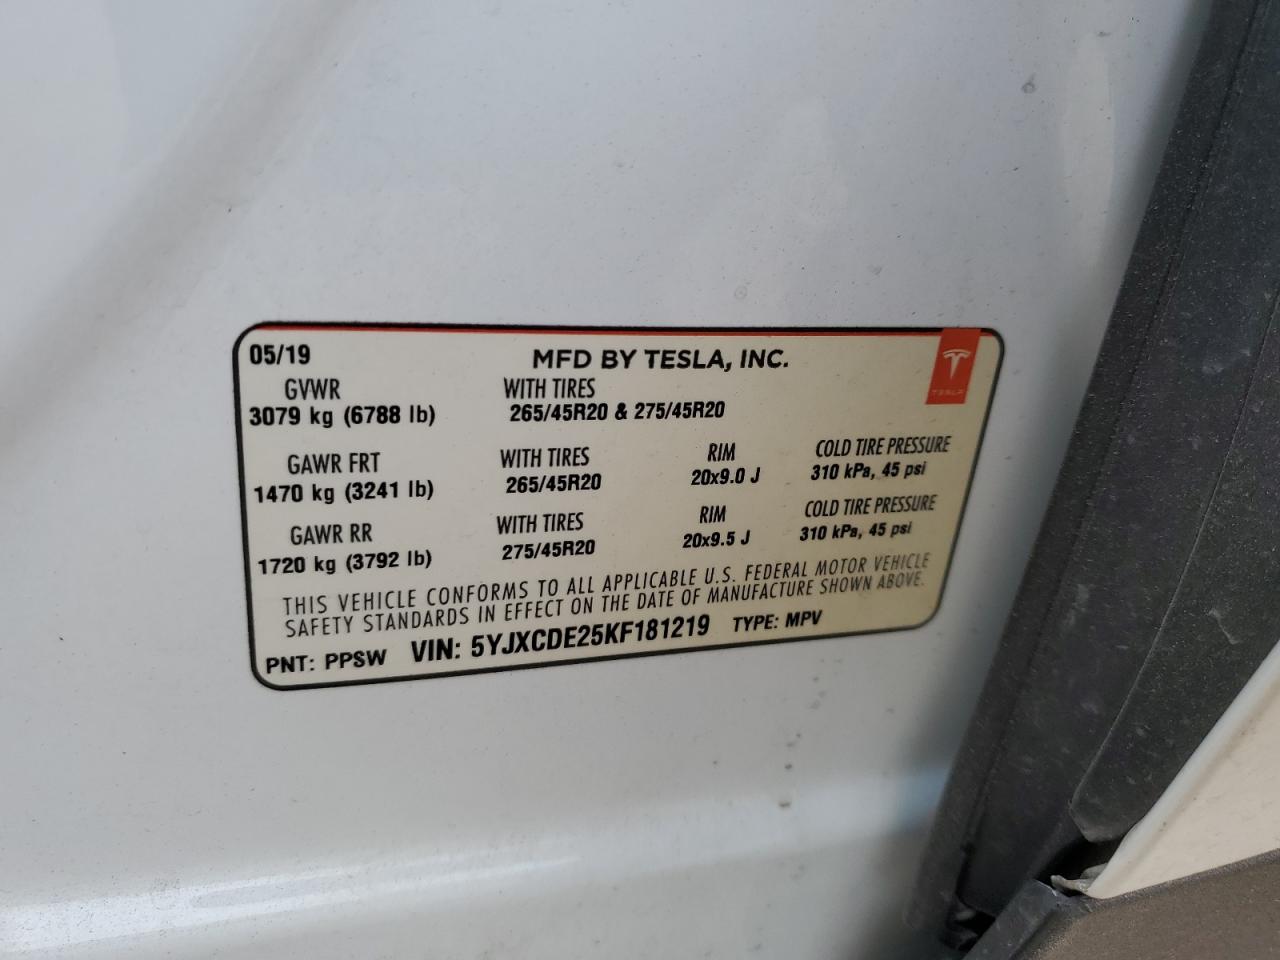 05/19 MFD BY TESLA, INC.
GVWR WITH TIRES
3079 kg (6788 lb) 265/45R20 & 275/45R20
TESLA
GAWR FRT WITH TIRES RIM COLD TIRE PRESSURE
1470 kg (3241 lb) 265/45R20 20x9.0 J 310 kPa, 45 psi
GAWR RR WITH TIRES RIM COLD TIRE PRESSURE
1720 kg (3792 lb) 275/45R20 20x9.5 J 310 kPa, 45 psi
THIS VEHICLE CONFORMS TO ALL APPLICABLE U.S. FEDERAL MOTOR VEHICLE
SAFETY STANDARDS IN EFFECT ON THE DATE OF MANUFACTURE SHOWN ABOVE.
PNT: PPSW VIN: 5YJXCDE25KF181219 TYPE: MPV